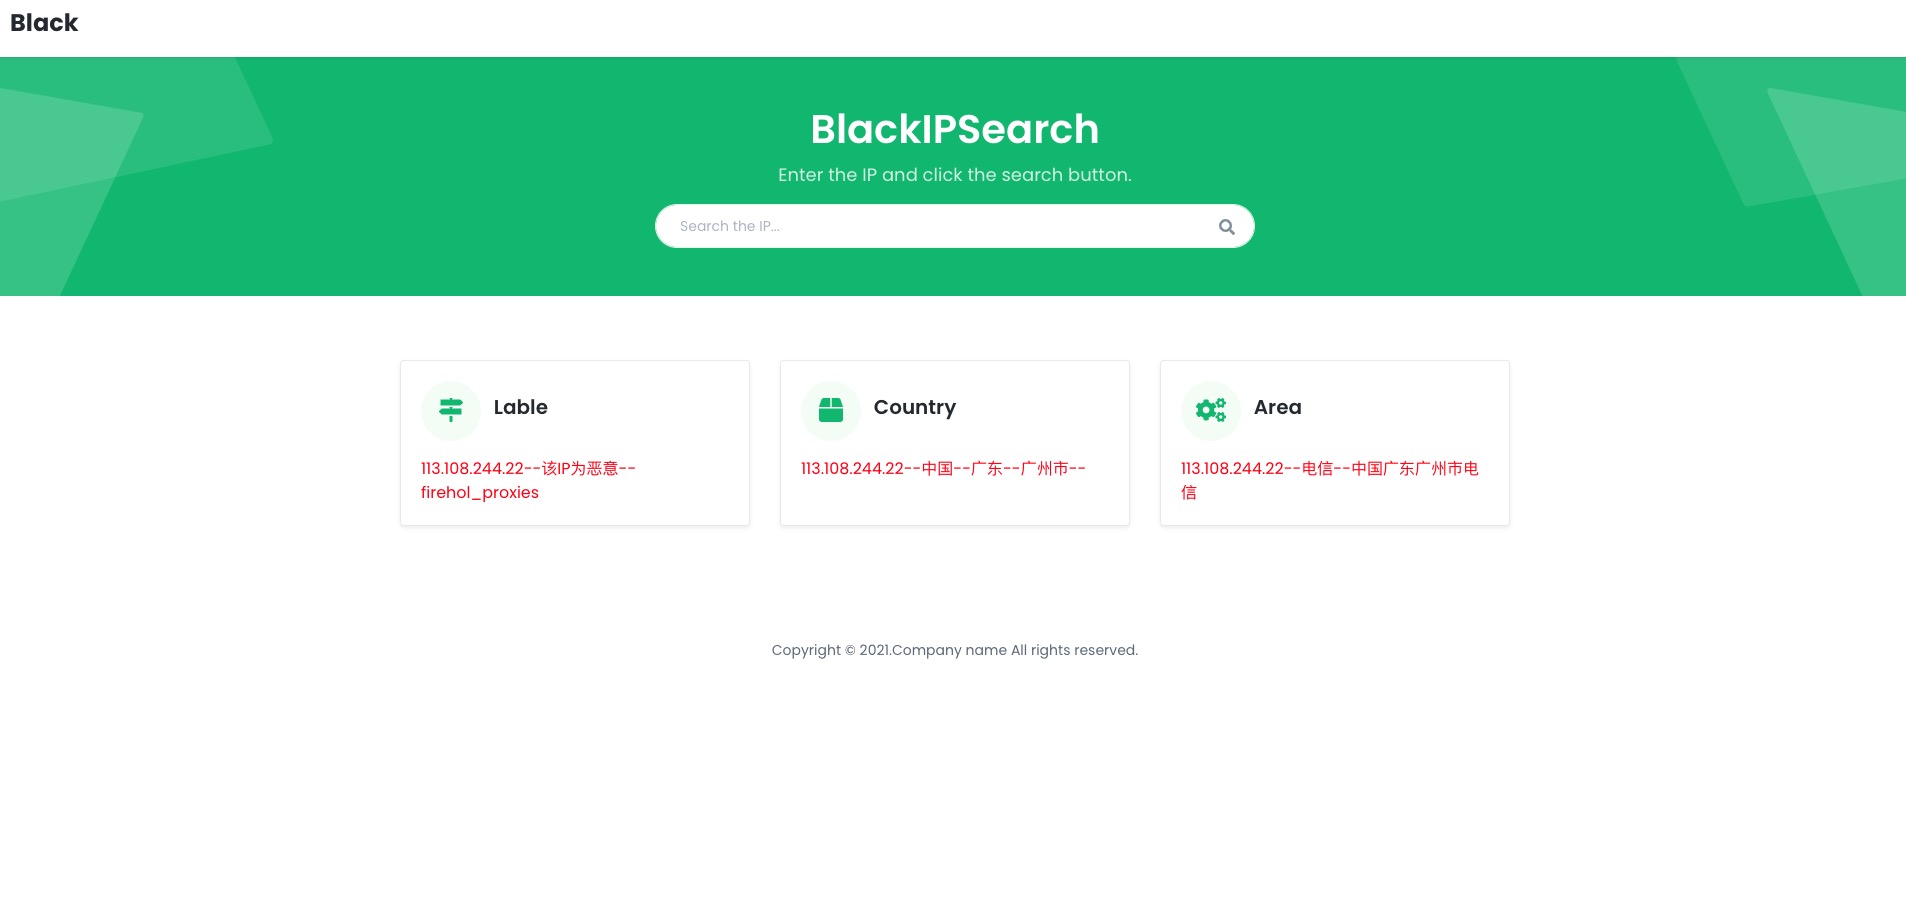 Black
BlackIPSearch
Enter the IP and click the search button.
Search the IP...
Lable
113.108.244.22--该IP为恶意--
firehol_proxies
Country
113.108.244.22--中国--广东--广州市--
Area
113.108.244.22--电信--中国广东广州市电
信
Copyright © 2021.Company name All rights reserved.